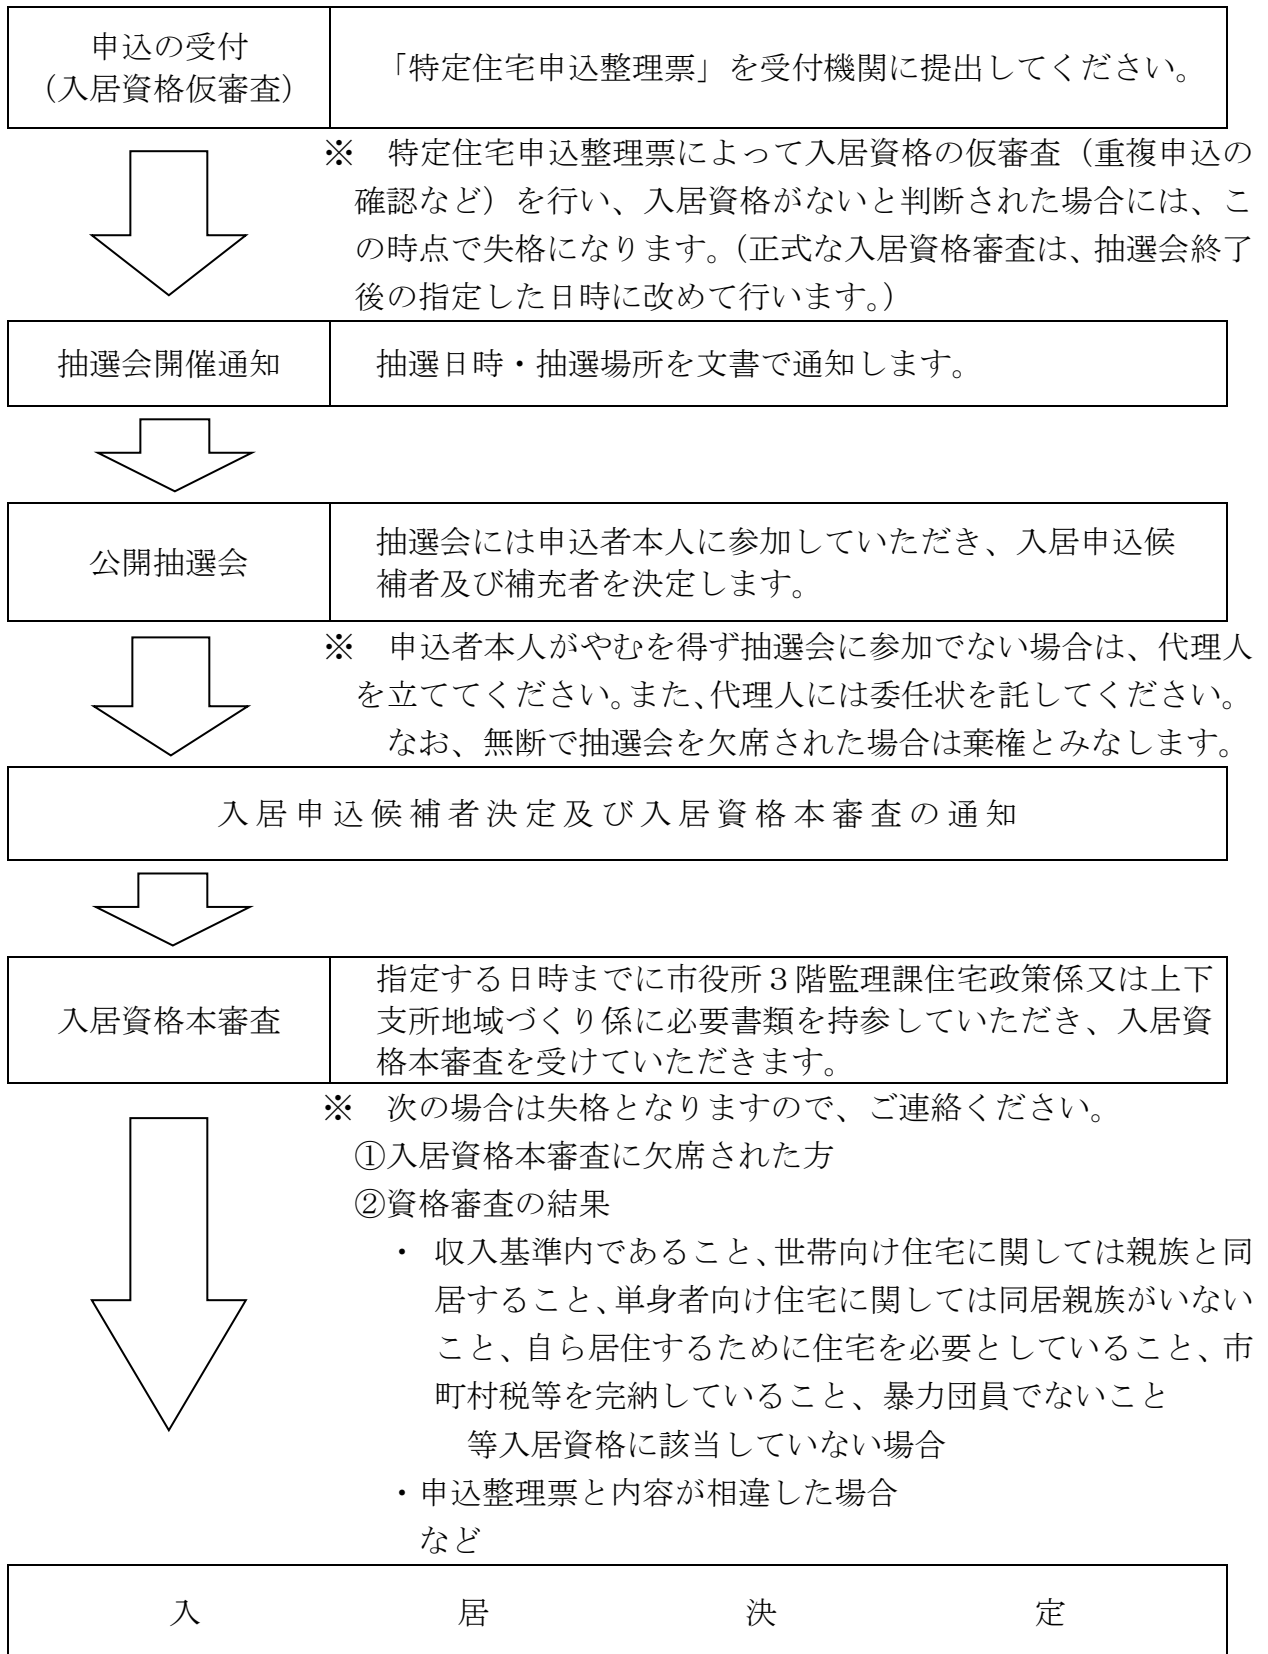 申込の受付
（入居資格仮審査）
「特定住宅申込整理票」を受付機関に提出してください。
※　特定住宅申込整理票によって入居資格の仮審査（重複申込の
確認など）を行い、入居資格がないと判断された場合には、こ
の時点で失格になります。（正式な入居資格審査は、抽選会終了
後の指定した日時に改めて行います。）
抽選会開催通知
抽選日時・抽選場所を文書で通知します。
公開抽選会
抽選会には申込者本人に参加していただき、入居申込候
補者及び補充者を決定します。
※　申込者本人がやむを得ず抽選会に参加でない場合は、代理人
を立ててください。また、代理人には委任状を託してください。
なお、無断で抽選会を欠席された場合は棄権とみなします。
入居申込候補者決定及び入居資格本審査の通知
入居資格本審査
指定する日時までに市役所３階監理課住宅政策係又は上下
支所地域づくり係に必要書類を持参していただき、入居資
格本審査を受けていただきます。
※　次の場合は失格となりますので、ご連絡ください。
①入居資格本審査に欠席された方
②資格審査の結果
・ 収入基準内であること、世帯向け住宅に関しては親族と同
居すること、単身者向け住宅に関しては同居親族がいない
こと、自ら居住するために住宅を必要としていること、市
町村税等を完納していること、暴力団員でないこと
等入居資格に該当していない場合
・申込整理票と内容が相違した場合
など
入　居　決　定